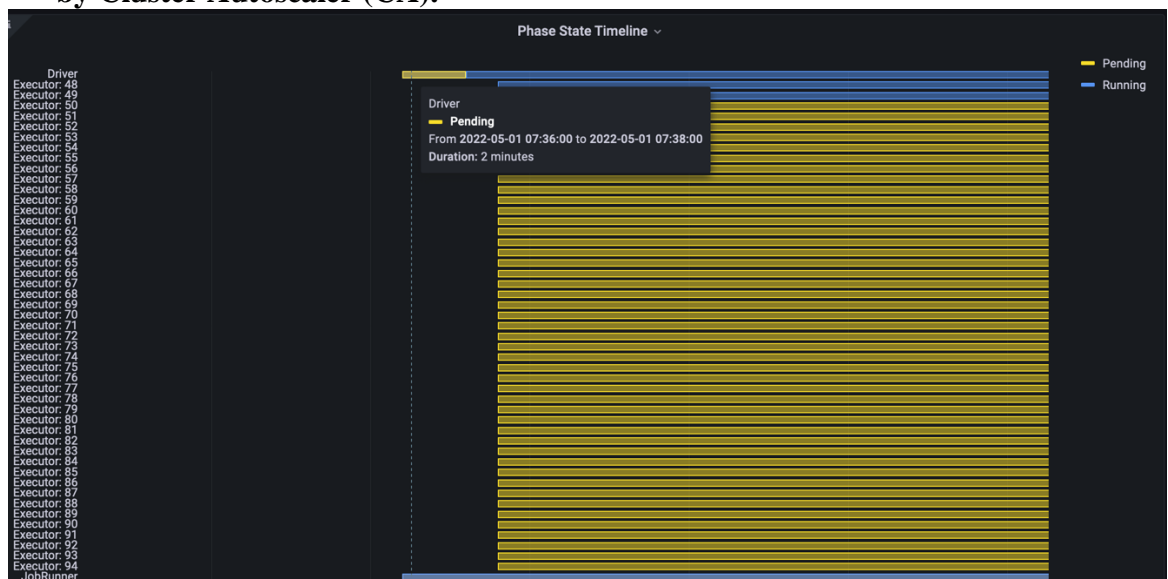 by Cluster Autoscaler (CA).
Phase State Timeline
Pending
Running
Driver
Executor: 48
Executor: 49
Executor: 50
Executor: 51
Executor: 52
Executor: 53
Executor: 54
Executor: 55
Executor: 56
Executor: 57
Executor: 58
Executor: 59
Executor: 60
Executor: 61
Executor: 62
Executor: 63
Executor: 64
Executor: 65
Executor: 66
Executor: 67
Executor: 68
Executor: 69
Executor: 70
Executor: 71
Executor: 72
Executor: 73
Executor: 74
Executor: 75
Executor: 76
Executor: 77
Executor: 78
Executor: 79
Executor: 80
Executor: 81
Executor: 82
Executor: 83
Executor: 84
Executor: 85
Executor: 86
Executor: 87
Executor: 88
Executor: 89
Executor: 90
Executor: 91
Executor: 92
Executor: 93
Executor: 94
JobRunner
Driver
Pending
From 2022-05-01 07:36:00 to 2022-05-01 07:38:00
Duration: 2 minutes